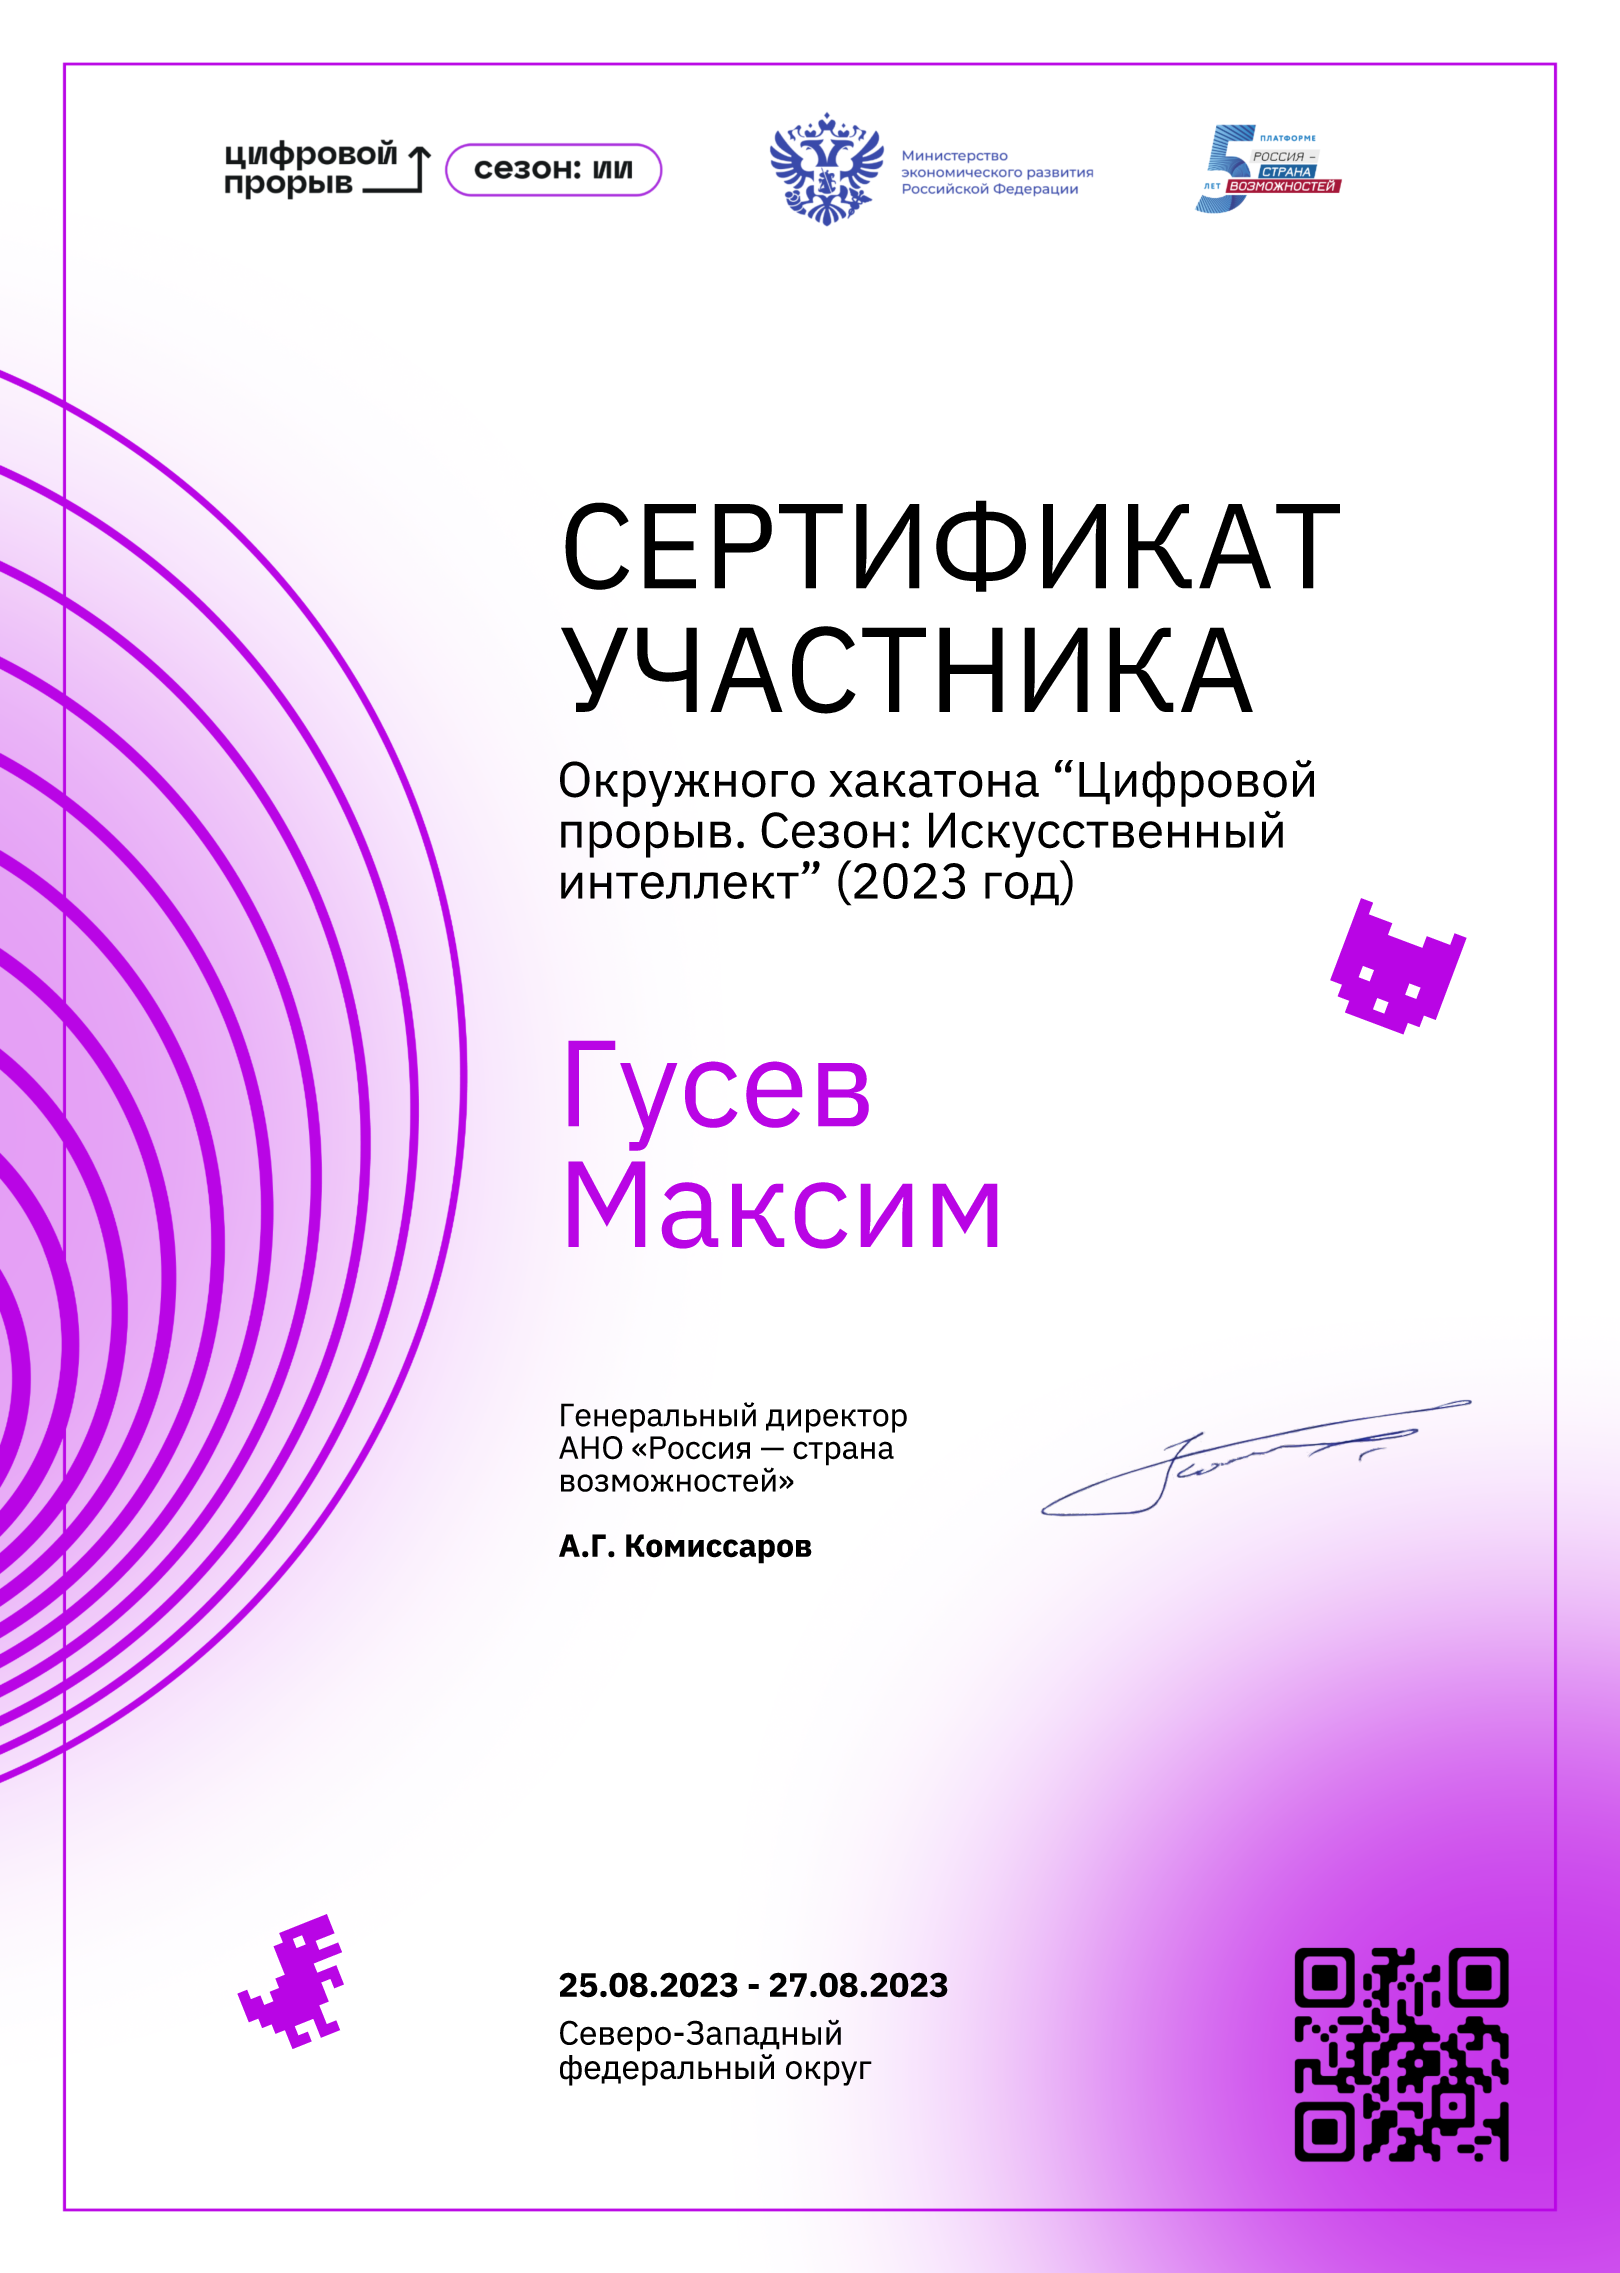 цифровой
прорыв
сезон: ии
Министерство
экономического развития
Российской Федерации
ПЛАТФОРМЕ
РОССИЯ –
СТРАНА
ВОЗМОЖНОСТЕЙ
5 ЛЕТ
СЕРТИФИКАТ
УЧАСТНИКА
Окружного хакатона “Цифровой
прорыв. Сезон: Искусственный
интеллект” (2023 год)
Гусев
Максим
Генеральный директор
АНО «Россия — страна
возможностей»
А.Г. Комиссаров
25.08.2023 - 27.08.2023
Северо-Западный
федеральный округ